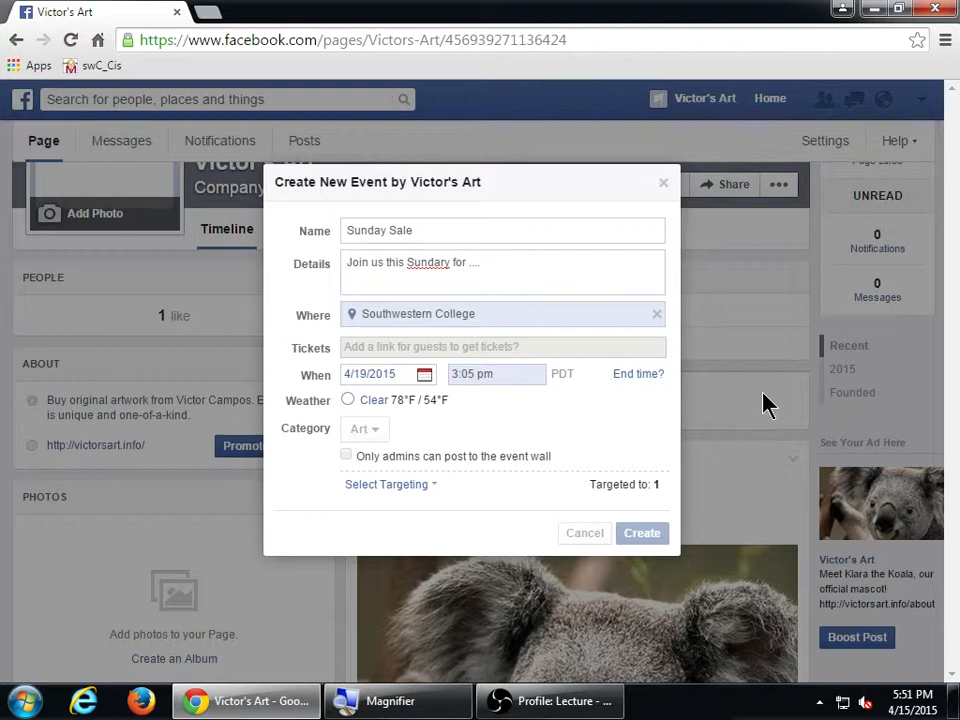 Victor's Art
https://www.facebook.com/pages/Victors-Art/456939271136424
Apps swC_Cis
Search for people, places and things
Victor's Art Home
Page Messages Notifications Posts Settings Help
Company
Add Photo
Share
Timeline
UNREAD
0
Notifications
0
Messages
PEOPLE
1 like
ABOUT
Buy original artwork from Victor Campos. E
is unique and one-of-a-kind.
http://victorsart.info/
Promot
PHOTOS
Add photos to your Page.
Create an Album
Create New Event by Victor's Art
Name Sunday Sale
Details Join us this Sundary for ....
Where Southwestern College
Tickets Add a link for guests to get tickets?
When 4/19/2015 3:05 pm PDT End time?
Weather Clear 78°F / 54°F
Category Art
Only admins can post to the event wall
Select Targeting Targeted to: 1
Cancel Create
Recent
2015
Founded
See Your Ad Here
Victor's Art
Meet Klara the Koala, our
official mascot!
http://victorsart.info/about
Boost Post
Victor's Art - Goo...
Magnifier
Profile: Lecture - ...
5:51 PM
4/15/2015